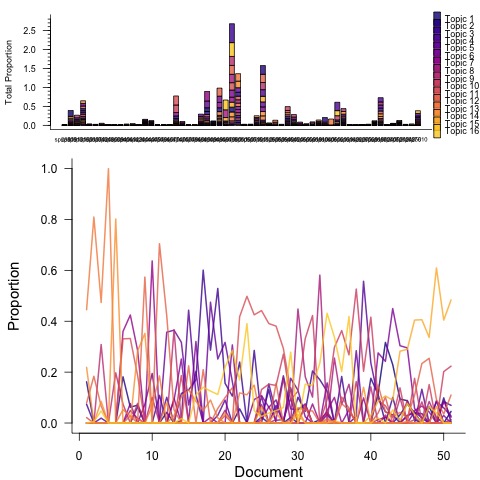 Total Proportion
2.5
2.0
1.5
1.0
0.5
0.0
Topic 1
Topic 2
Topic 3
Topic 4
Topic 5
Topic 6
Topic 7
Topic 8
Topic 9
Topic 10
Topic 11
Topic 12
Topic 13
Topic 14
Topic 15
Topic 16
Proportion
1.0
0.8
0.6
0.4
0.2
0.0
0 10 20 30 40 50
Document